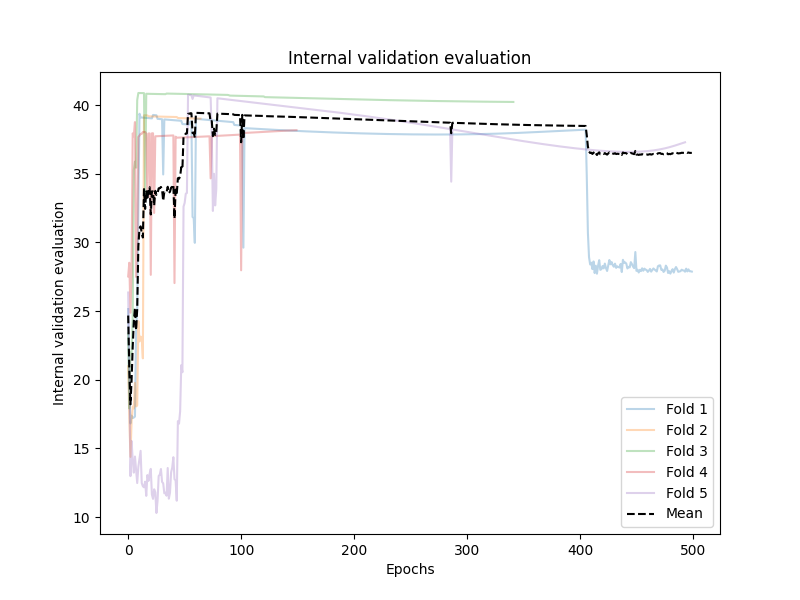 Internal validation evaluation
Internal validation evaluation
40
35
30
25
20
15
10
0
100
200
300
400
500
Epochs
Fold 1
Fold 2
Fold 3
Fold 4
Fold 5
Mean